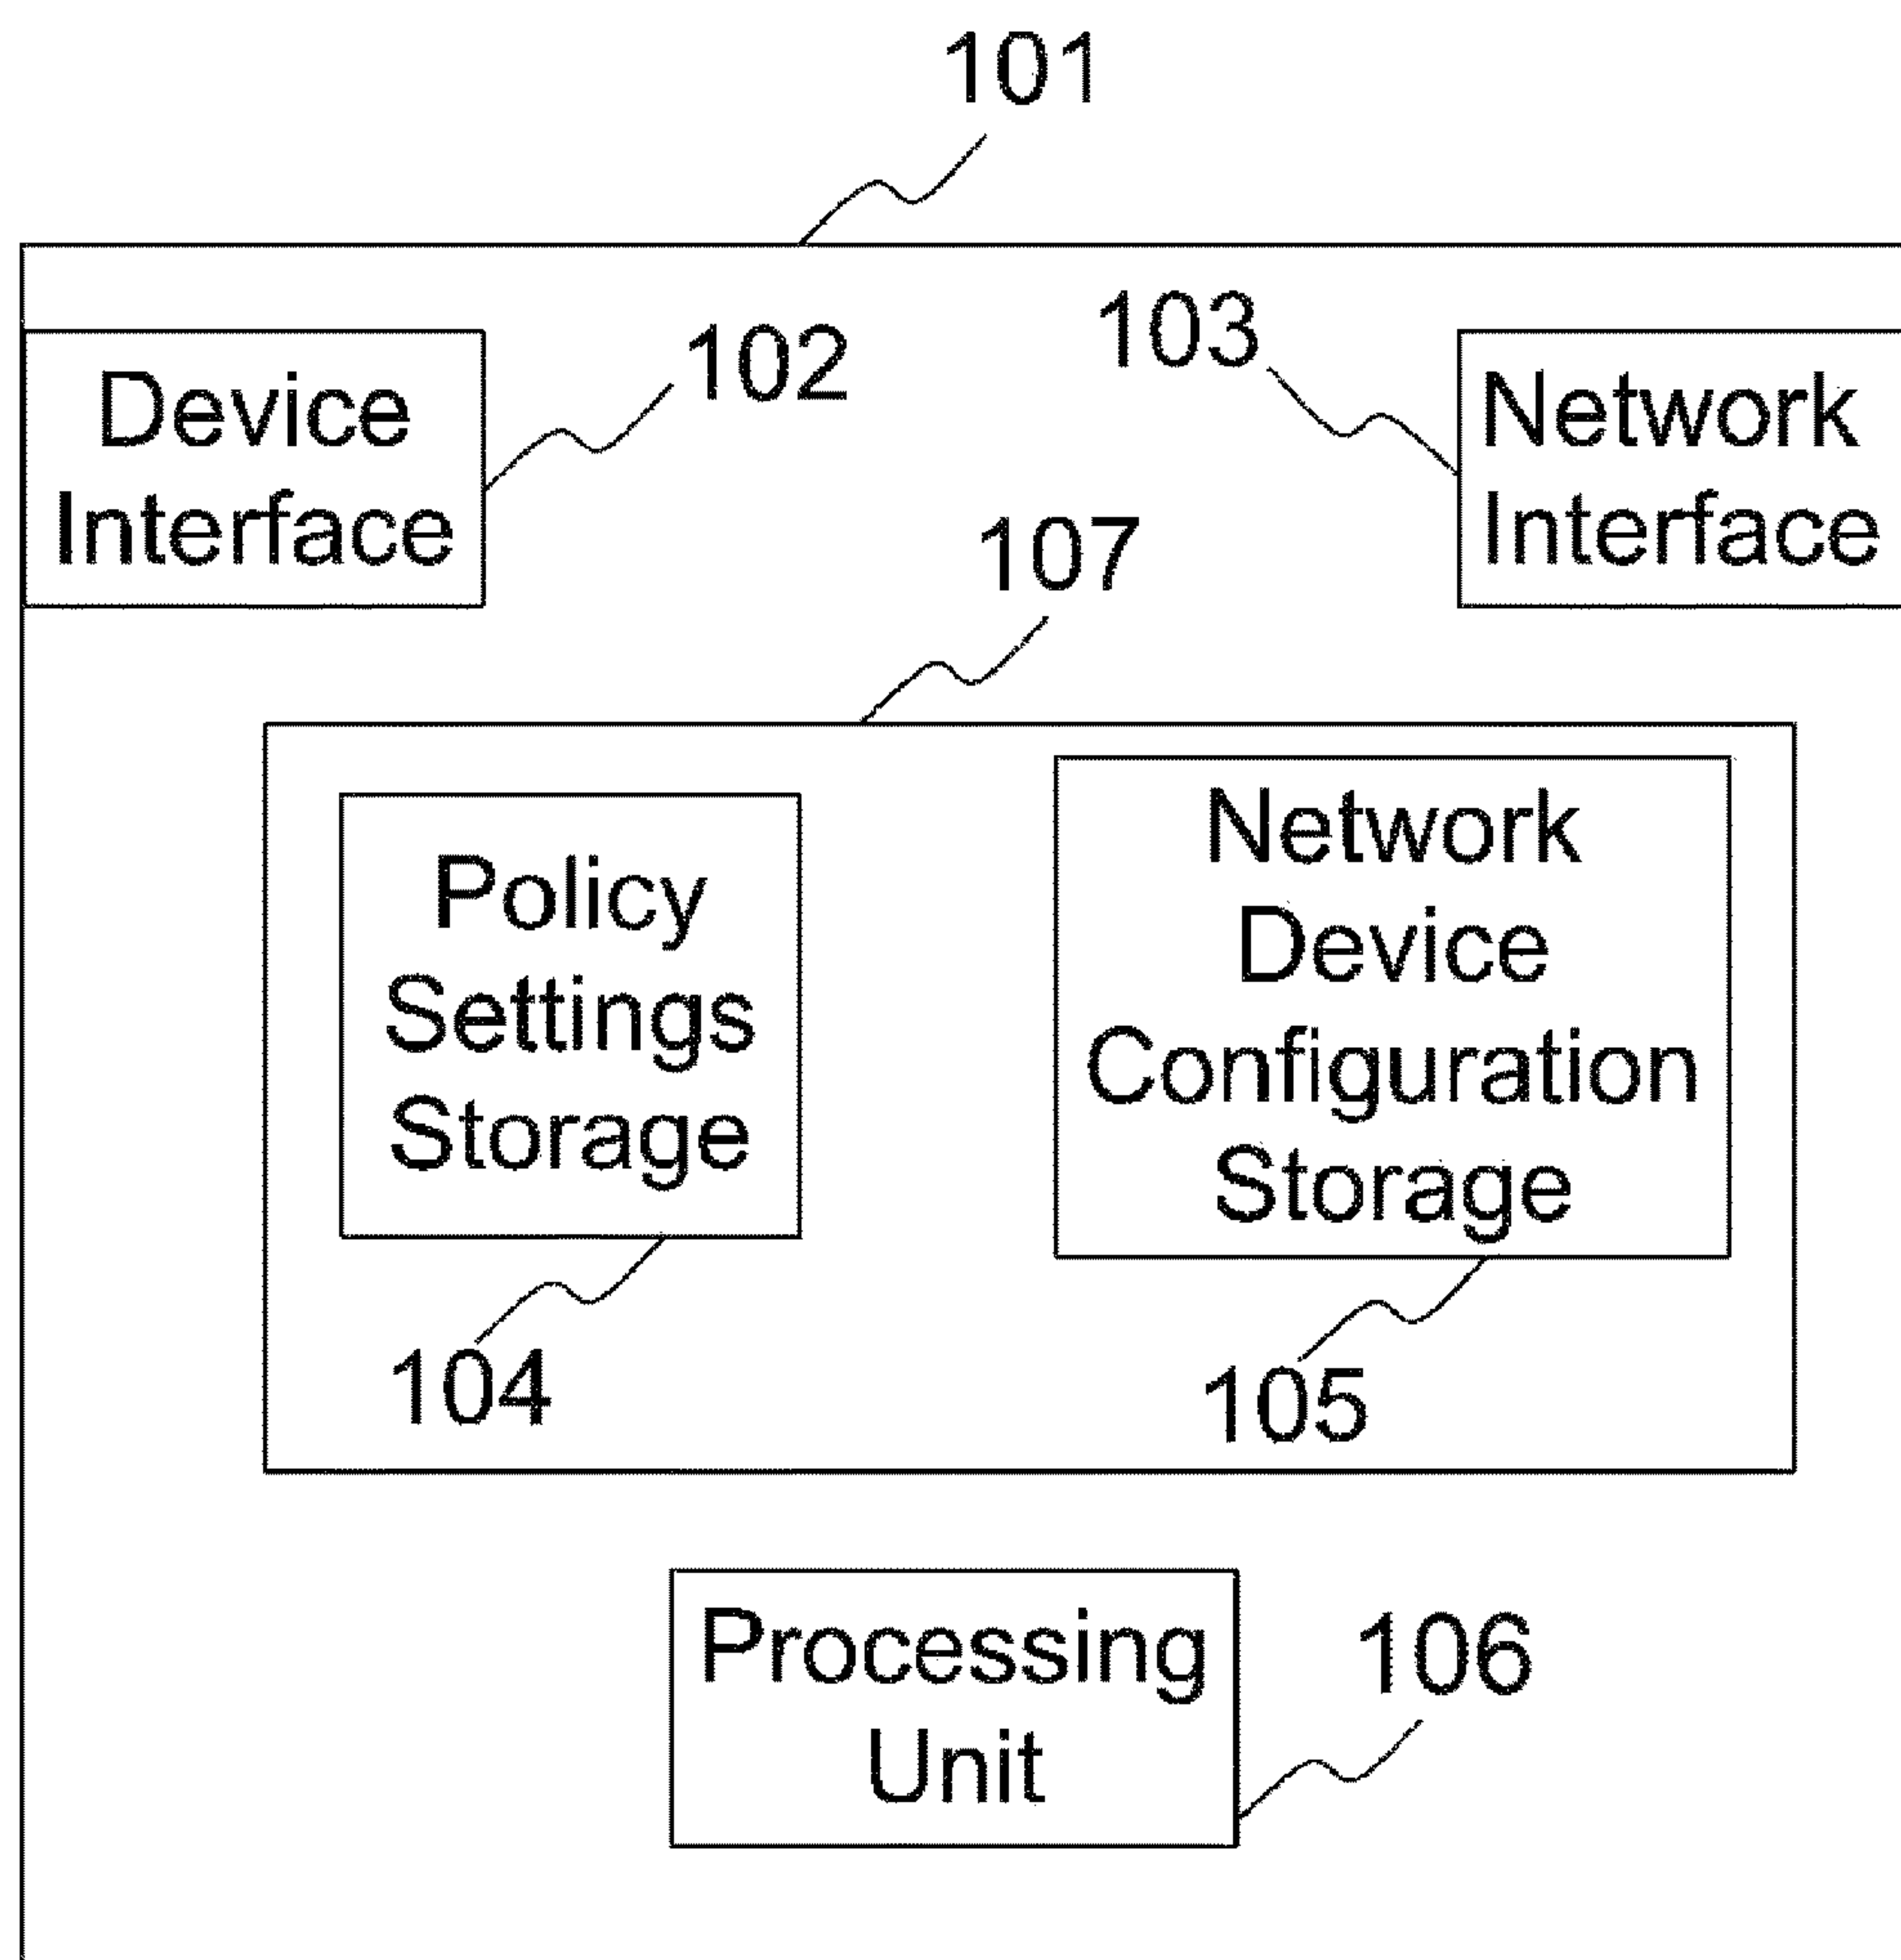 101
Device
Interface
102
103
Network
Interface
107
Policy
Settings
Storage
104
Network
Device
Configuration
Storage
105
Processing
Unit
106